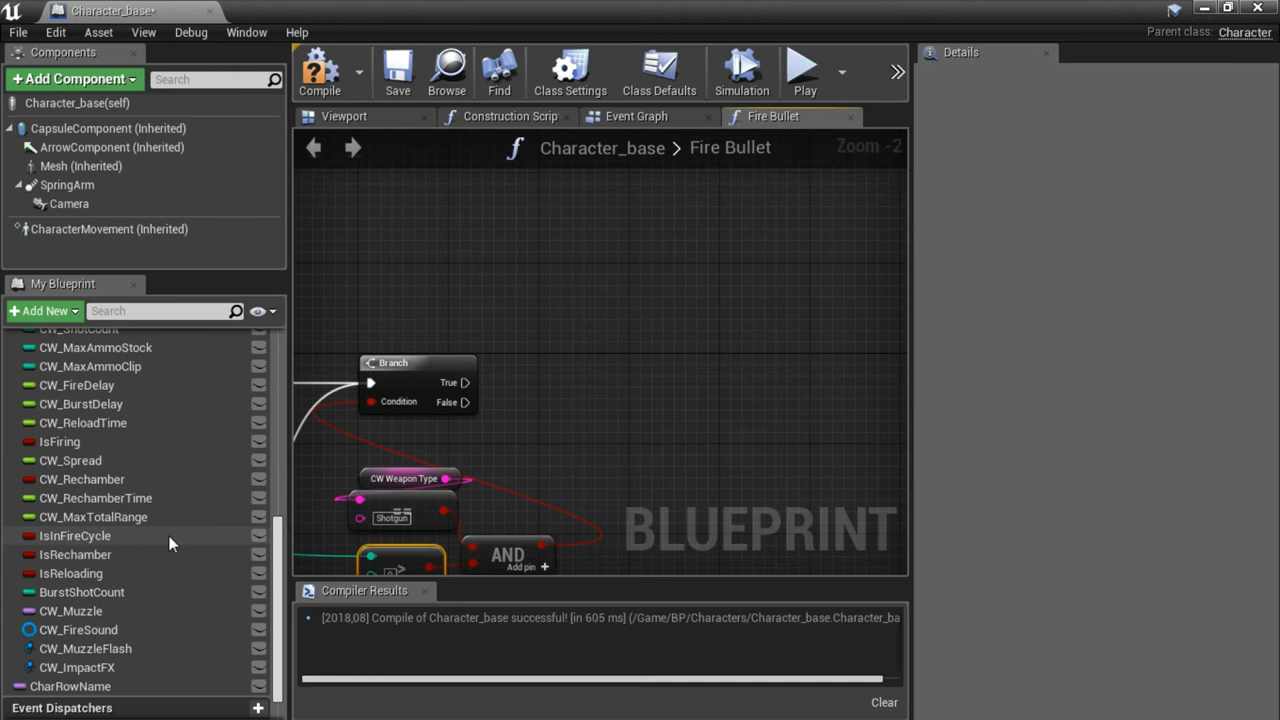 Character_base*
File Edit Asset View Debug Window Help
Parent class: Character
Components
+Add Component Search
Character_base(self)
CapsuleComponent (Inherited)
ArrowComponent (Inherited)
Mesh (Inherited)
SpringArm
Camera
CharacterMovement (Inherited)
My Blueprint
+Add New Search
CW_ShotCount
CW_MaxAmmoStock
CW_MaxAmmoClip
CW_FireDelay
CW_BurstDelay
CW_ReloadTime
IsFiring
CW_Spread
CW_Rechamber
CW_RechamberTime
CW_MaxTotalRange
IsInFireCycle
IsRechamber
IsReloading
BurstShotCount
CW_Muzzle
CW_FireSound
CW_MuzzleFlash
CW_ImpactFX
CharRowName
Event Dispatchers +
Compile Save Browse Find Class Settings Class Defaults Simulation Play
Viewport Construction Scrip Event Graph Fire Bullet
Character_base > Fire Bullet
Zoom -2
Branch
True
Condition False
CW Weapon Type
==
Shotgun
>
AND
Add pin +
BLUEPRINT
Compiler Results
[2018,08] Compile of Character_base successful! [in 605 ms] (/Game/BP/Characters/Character_base.Character_ba
Clear
Details